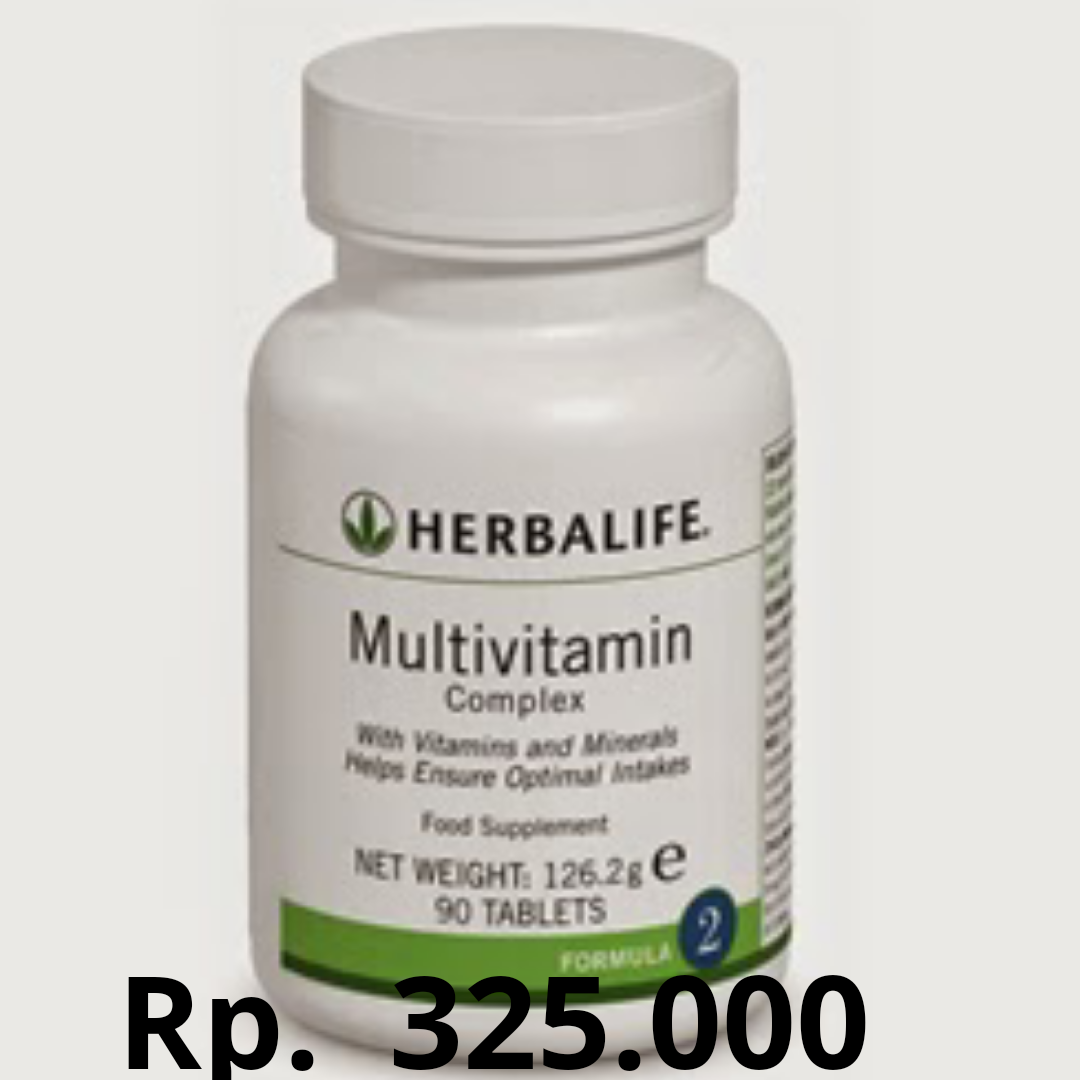 HERBALIFE.
Multivitamin
Complex
With Vitamins and Minerals
Helps Ensure Optimal Intakes
Food Supplement
NET WEIGHT: 126.2g e
90 TABLETS
FORMULA 2
Rp. 325.000